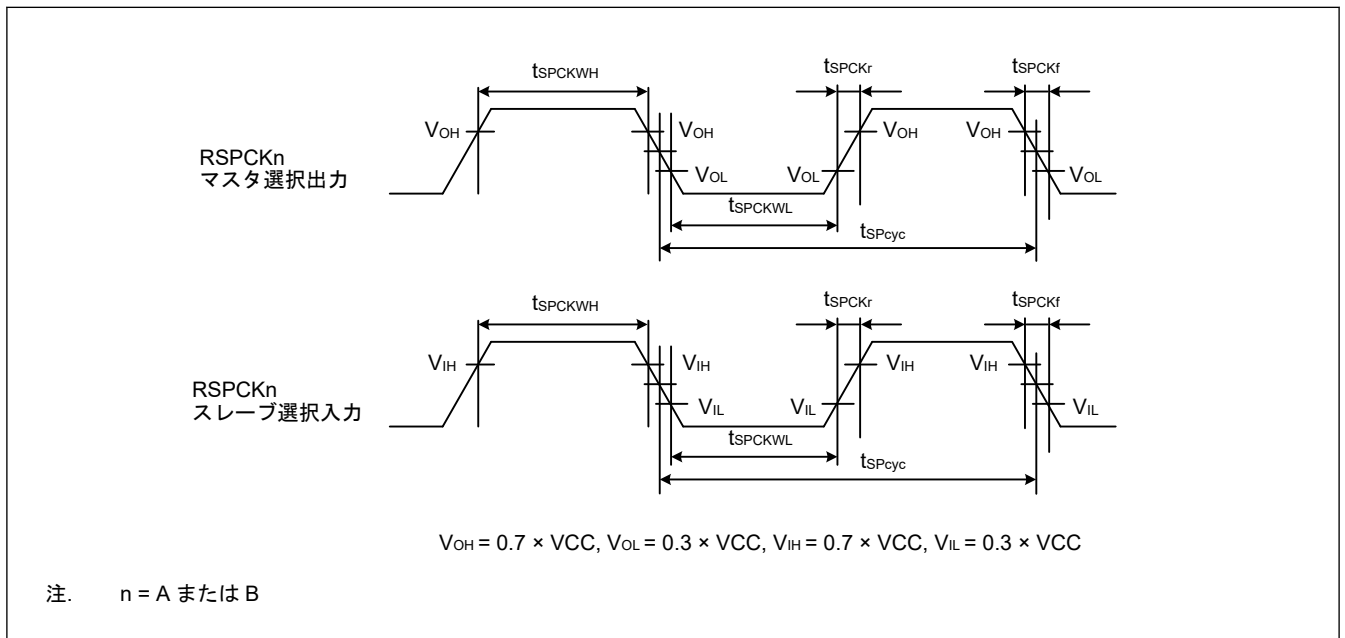 tSPCKWH
tSPCKr
tSPCKf
VOH
VOH
VOH
VOH
RSPCKn
マスタ選択出力
VOL
VOL
VOL
tSPCKWL
tSPcyc
tSPCKWH
tSPCKr
tSPCKf
VIH
VIH
VIH
VIH
RSPCKn
スレーブ選択入力
VIL
VIL
VIL
tSPCKWL
tSPcyc
VOH = 0.7 × VCC, VOL = 0.3 × VCC, VIH = 0.7 × VCC, VIL = 0.3 × VCC
注. n = A または B